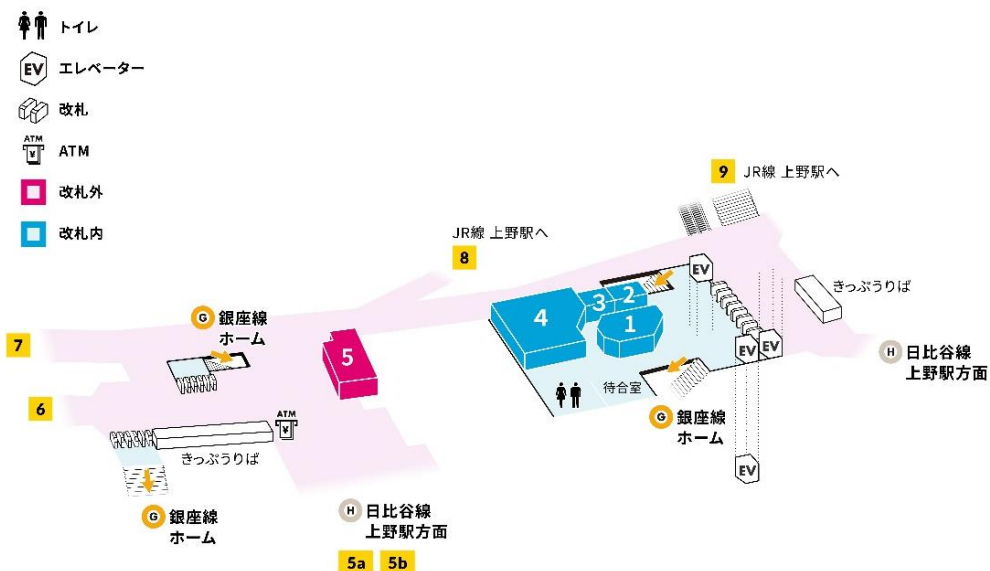 トイレ
EV エレベーター
改札
ATM ¥ ATM
改札外
改札内
9 JR線 上野駅へ
JR線 上野駅へ
8
EV
きっぷうりば
3 2
4 1
G 銀座線
ホーム
7
5
EV EV
H 日比谷線
上野駅方面
6
待合室
ATM
¥
G 銀座線
ホーム
きっぷうりば
EV
G 銀座線
ホーム
H 日比谷線
上野駅方面
5a 5b